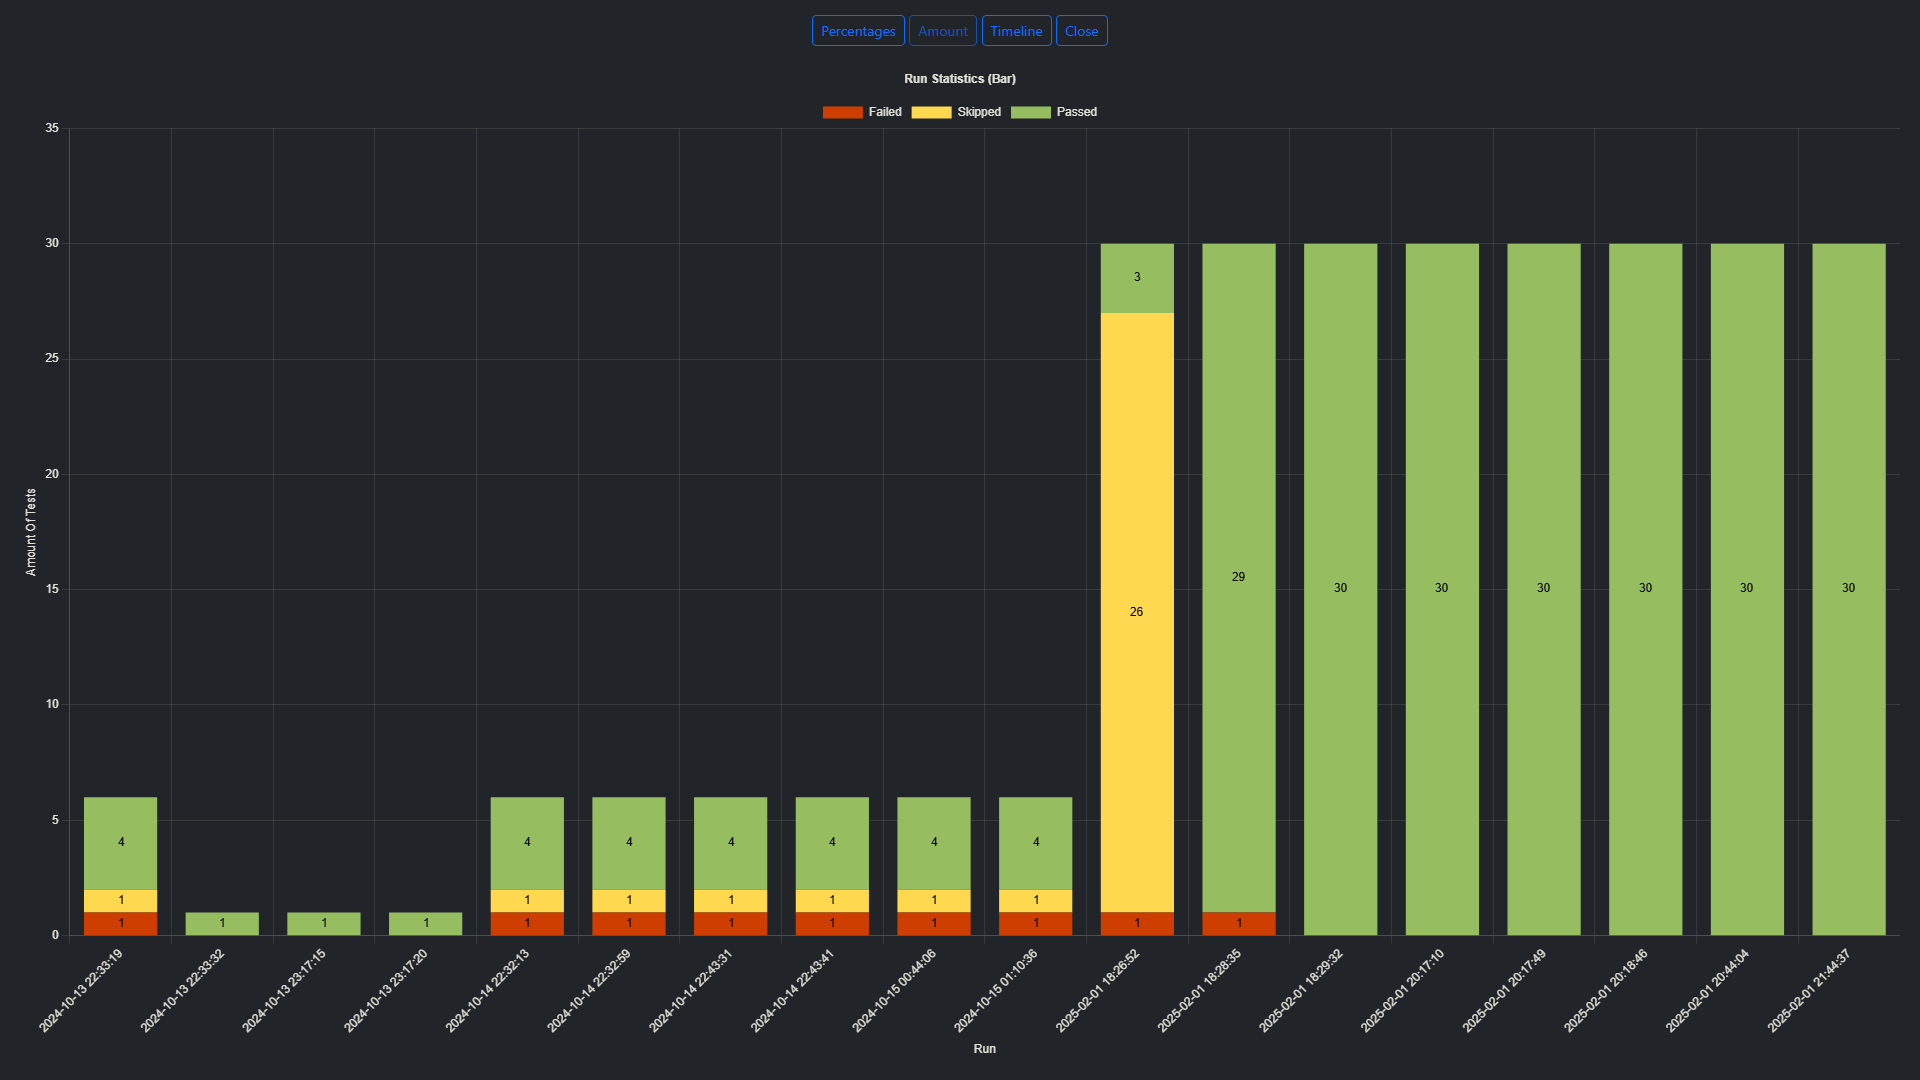 Percentages Amount Timeline Close
Run Statistics (Bar)
Failed Skipped Passed
35
30
25
20
15
10
5
0
Amount Of Tests
4 1 1
1
1
1
4 1 1
4 1 1
4 1 1
4 1 1
4 1 1
4 1 1
3 26 1
29 1
30
30
30
30
30
30
2024-10-13 22:33:19
2024-10-13 22:33:32
2024-10-13 23:17:15
2024-10-13 23:17:20
2024-10-14 22:32:13
2024-10-14 22:32:59
2024-10-14 22:43:31
2024-10-14 22:43:41
2024-10-15 00:44:06
2024-10-15 01:10:36
2025-02-01 18:26:52
2025-02-01 18:28:35
2025-02-01 18:29:32
2025-02-01 20:17:10
2025-02-01 20:17:49
2025-02-01 20:18:46
2025-02-01 20:44:04
2025-02-01 21:44:37
Run